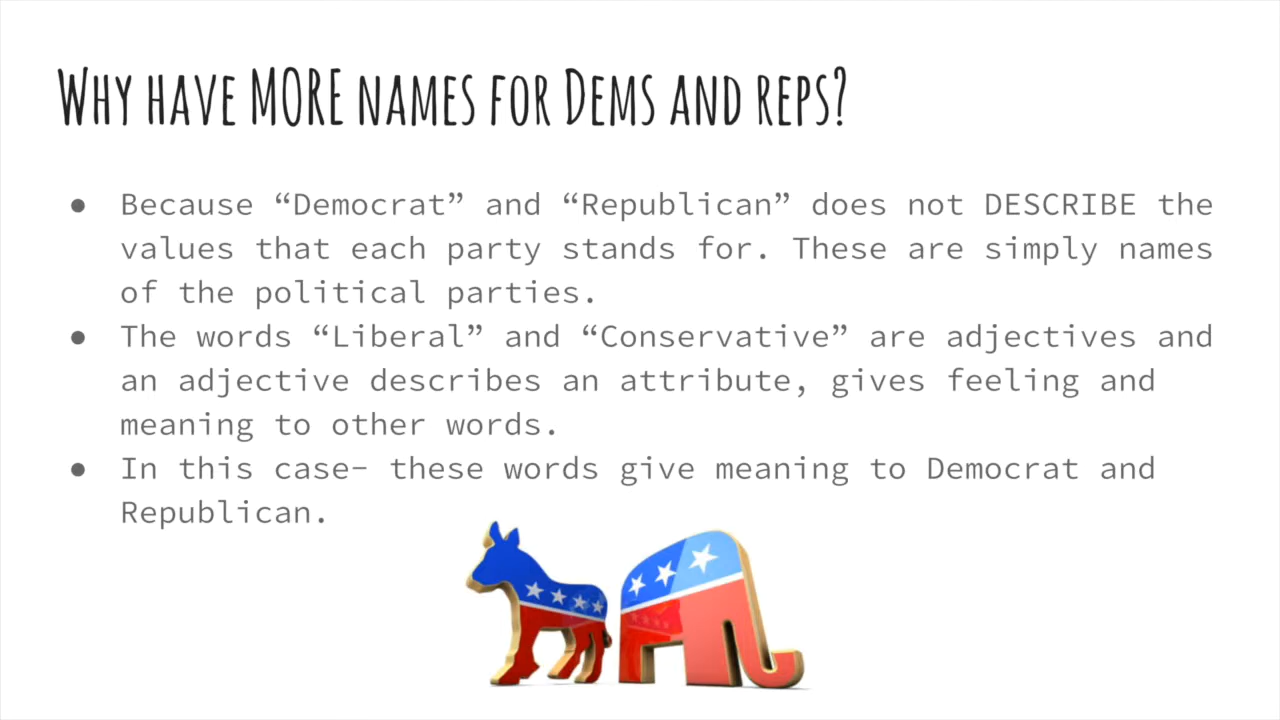 Why have MORE names for Dems and reps?
● Because “Democrat” and “Republican” does not DESCRIBE the
values that each party stands for. These are simply names
of the political parties.
● The words “Liberal” and “Conservative” are adjectives and
an adjective describes an attribute, gives feeling and
meaning to other words.
● In this case– these words give meaning to Democrat and
Republican.